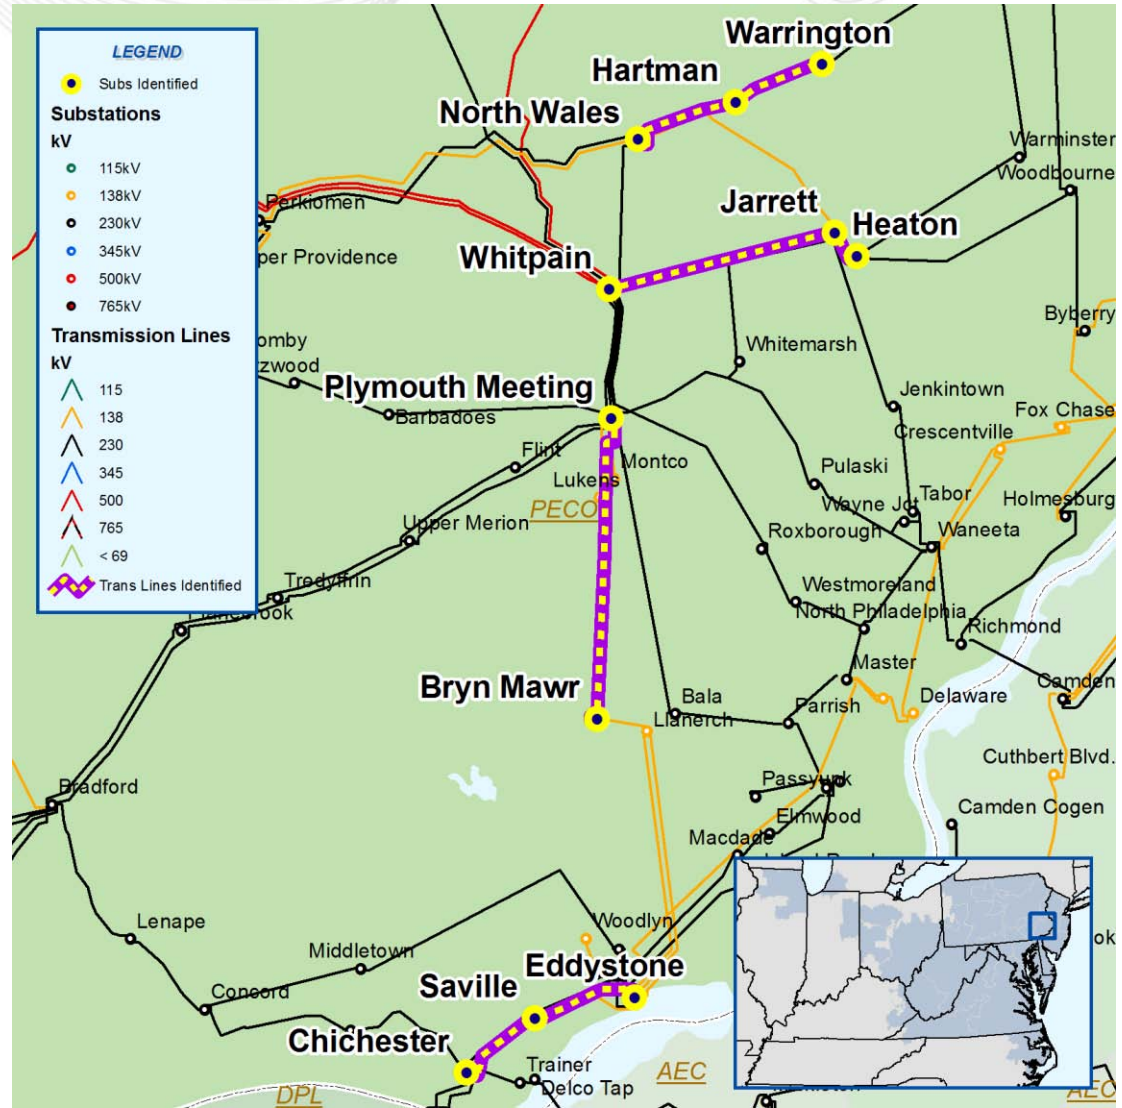 LEGEND
Subs Identified
Substations
kV
115kV
138kV
230kV
345kV
500kV
765kV
Transmission Lines
kV
115
138
230
345
500
765
< 69
Trans Lines Identified
Warrington
Hartman
North Wales
Warminster
Woodbourne
Perkiomen
Jarrett
Heaton
per Providence
Whitpain
Byberry
omby
Whitemarsh
zwood
Plymouth Meeting
Barbadoes
Jenkintown
Fox Chase
Crescentville
Flint
Montco
Lukens
Pulaski
PECO
Wayne Jct
Tabor
Holmesburg
Upper Merion
Roxborough
Waneeta
Tredyffrin
Westmoreland
North Philadelphia
Richmond
Master
Bryn Mawr
Bala
Camden
Llanerch
Parrish
Delaware
Cuthbert Blvd.
Bradford
Passyunk
Camden Cogen
Elmwood
Macdade
Lenape
Woodlyn
ok
Middletown
Eddystone
Saville
Concord
Chichester
Trainer
AEC
Delco Tap
DPL
AEC